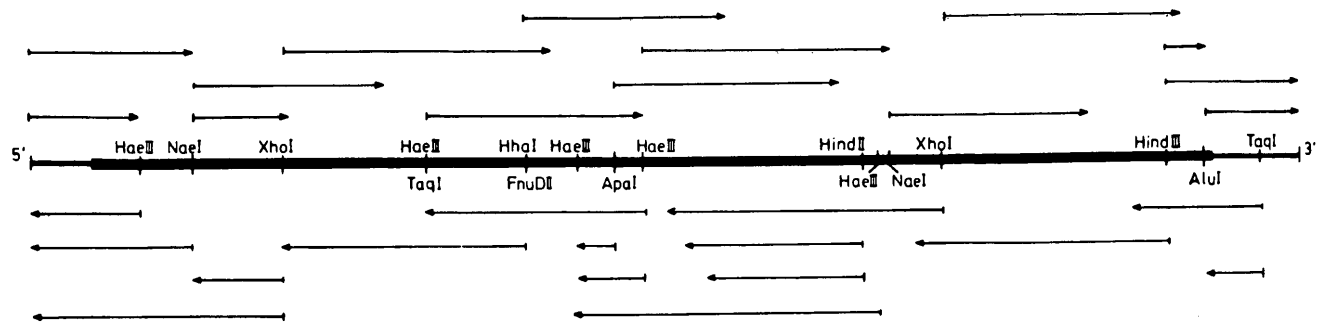 HaeⅢ NaeI XhoI HaeⅢ HhaI HaeⅢ HaeⅢ HindⅡ XhoI HindⅢ TaqI
5' 3'
TaqI FnuDⅡ ApaI HaeⅢ NaeI AluI